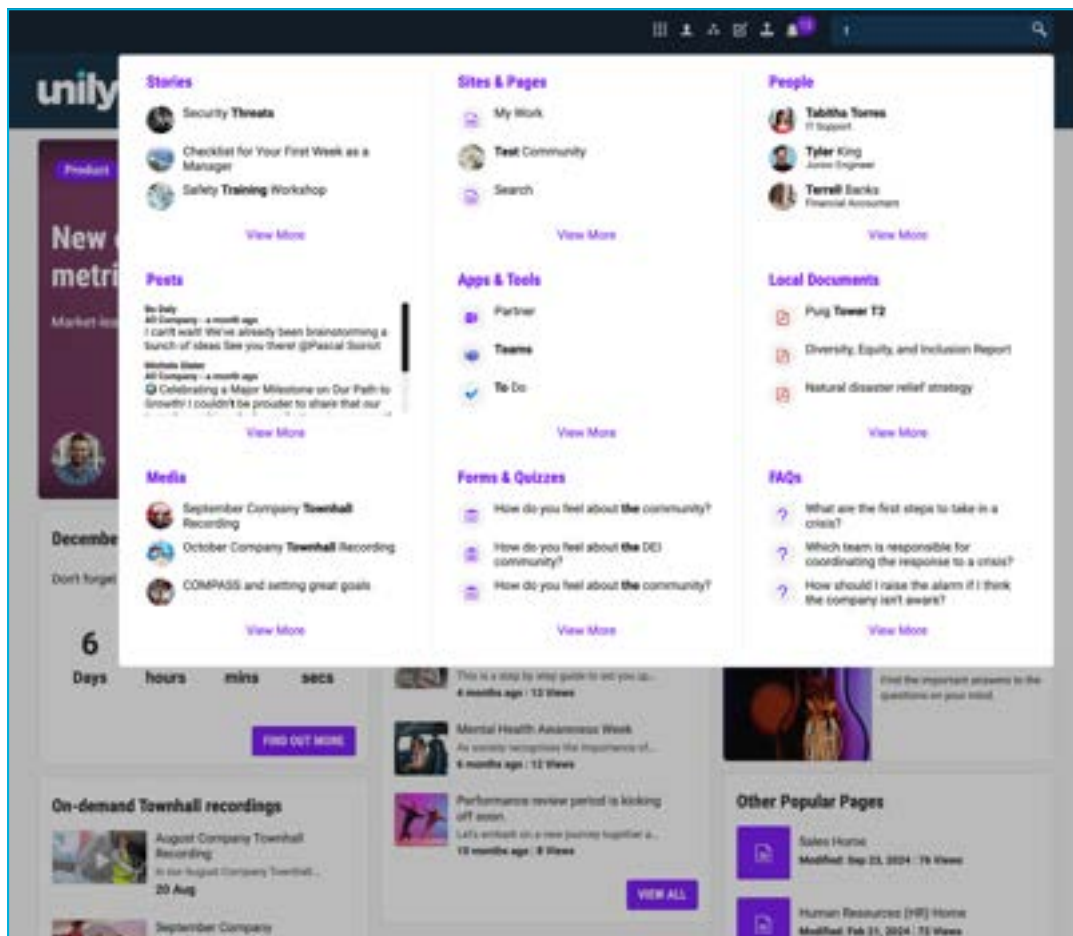 t
unily
Product
New
metri
Market-lea
Stories
Security Threats
Checklist for Your First Week as a
Manager
Safety Training Workshop
View More
Sites & Pages
My Work
Test Community
Search
View More
People
Tabitha Torres
IT Support
Tyler King
Junior Engineer
Terrell Banks
Financial Accountant
View More
Posts
Bo Daly
All Company - a month ago
I can't wait! We've already been brainstorming a
bunch of ideas See you there! @Pascal
All Company - a month ago
Celebrating a Major Milestone on Our Path to
Growth! I couldn't be prouder to share that our
View More
Apps & Tools
Partner
Teams
To Do
View More
Local Documents
Puig Tower T2
Diversity, Equity, and Inclusion Report
Natural disaster relief strategy
View More
Media
September Company Townhall
Recording
October Company Townhall Recording
COMPASS and setting great goals
View More
Forms & Quizzes
How do you feel about the community?
How do you feel about the DEI
community?
How do you feel about the community?
View More
FAQs
What are the first steps to take in a
crisis?
Which team is responsible for
coordinating the response to a crisis?
How should I raise the alarm if I think
the company isn't aware?
View More
Decembe
Don't forget
6
Days hours mins secs
FIND OUT MORE
On-demand Townhall recordings
August Company Townhall
Recording
In our August Company Townhall...
20 Aug
September Company
This is a step by step guide to set you up...
4 months ago | 12 Views
Mental Health Awareness Week
As society recognises the importance of...
6 months ago | 12 Views
Performance review period is kicking
off soon.
Let's embark on a new journey together a...
10 months ago | 8 Views
VIEW ALL
Find the important answers to the
questions on your mind.
Other Popular Pages
Sales Home
Modified: Sep 23, 2024 | 76 Views
Human Resources (HR) Home
Modified: Feb 21, 2024 | 72 Views